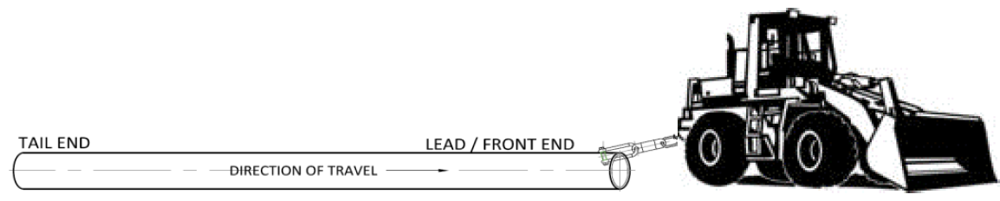 TAIL END
LEAD / FRONT END
DIRECTION OF TRAVEL